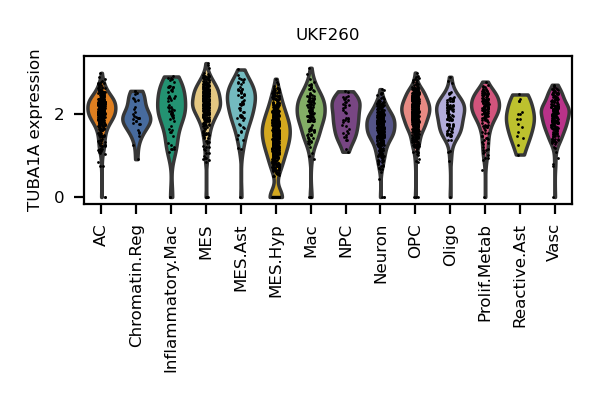 UKF260
TUBA1A expression
2
0
AC
Chromatin.Reg
Inflammatory.Mac
MES
MES.Ast
MES.Hyp
Mac
NPC
Neuron
OPC
Oligo
Prolif.Metab
Reactive.Ast
Vasc